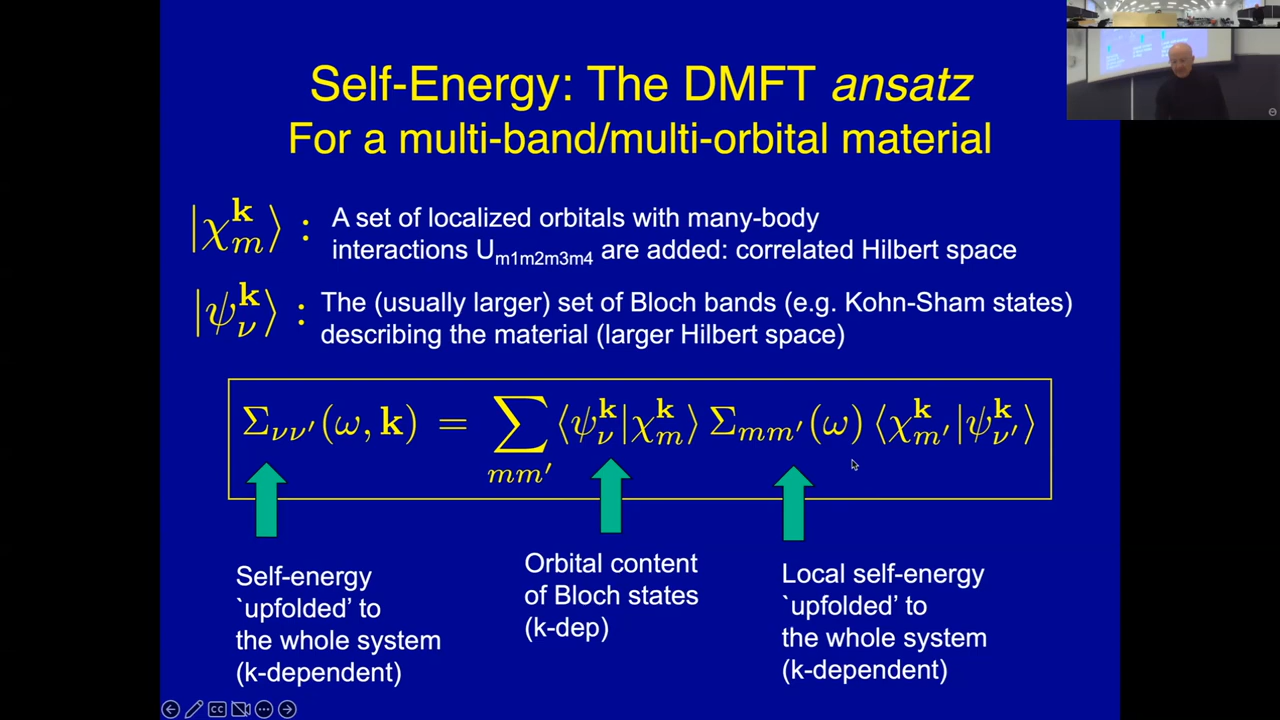 Self-Energy: The DMFT ansatz
For a multi-band/multi-orbital material
|χ_m^𝐤⟩ : A set of localized orbitals with many-body
interactions U_m1m2m3m4 are added: correlated Hilbert space
|ψ_ν^𝐤⟩ : The (usually larger) set of Bloch bands (e.g. Kohn-Sham states)
describing the material (larger Hilbert space)
Σ_νν′(ω, 𝐤) = ∑_mm′ ⟨ψ_ν^𝐤|χ_m^𝐤⟩ Σ_mm′(ω) ⟨χ_m′^𝐤|ψ_ν′^𝐤⟩
Self-energy
`upfolded’ to
the whole system
(k-dependent)
Orbital content
of Bloch states
(k-dep)
Local self-energy
`upfolded’ to
the whole system
(k-dependent)
CC